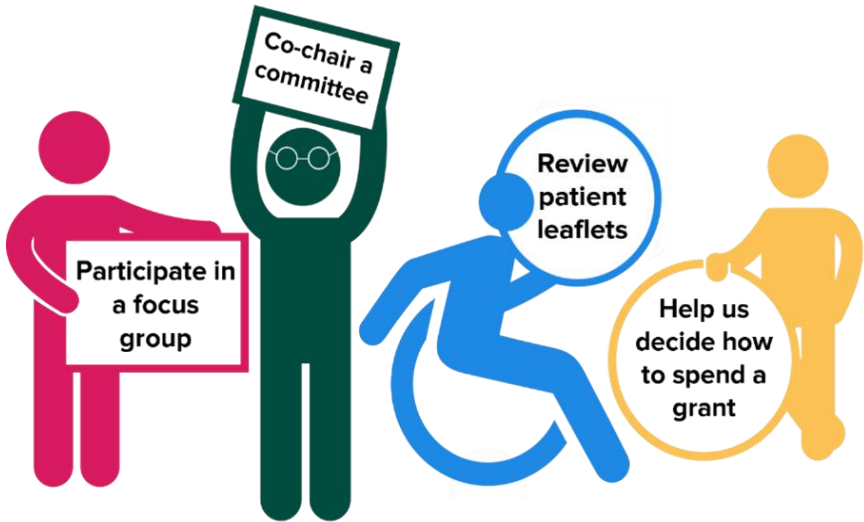 Co-chair a
committee
Participate in
a focus
group
Review
patient
leaflets
Help us
decide how
to spend a
grant